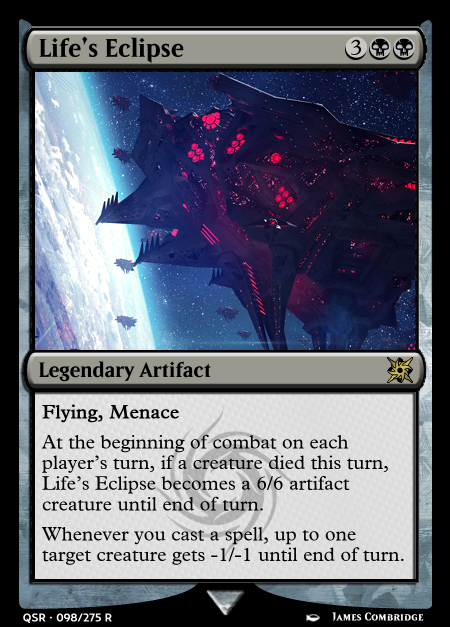 Life's Eclipse 3
Legendary Artifact
Flying, Menace
At the beginning of combat on each
player's turn, if a creature died this turn,
Life's Eclipse becomes a 6/6 artifact
creature until end of turn.
Whenever you cast a spell, up to one
target creature gets -1/-1 until end of turn.
QSR · 098/275 R James Combridge